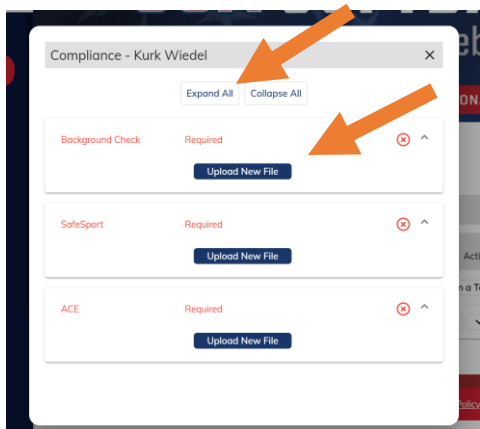 Compliance - Kurk Wiedel
Expand All Collapse All
Background Check Required
Upload New File
SafeSport Required
Upload New File
ACE Required
Upload New File
Policy